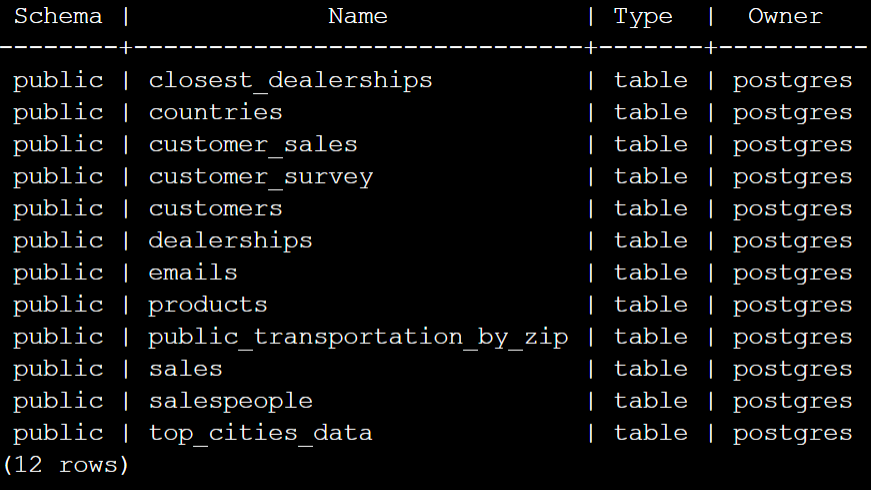 Schema |             Name             | Type  |  Owner
--------+------------------------------+-------+----------
 public | closest_dealerships          | table | postgres
 public | countries                    | table | postgres
 public | customer_sales               | table | postgres
 public | customer_survey              | table | postgres
 public | customers                    | table | postgres
 public | dealerships                  | table | postgres
 public | emails                       | table | postgres
 public | products                     | table | postgres
 public | public_transportation_by_zip | table | postgres
 public | sales                        | table | postgres
 public | salespeople                  | table | postgres
 public | top_cities_data              | table | postgres
(12 rows)